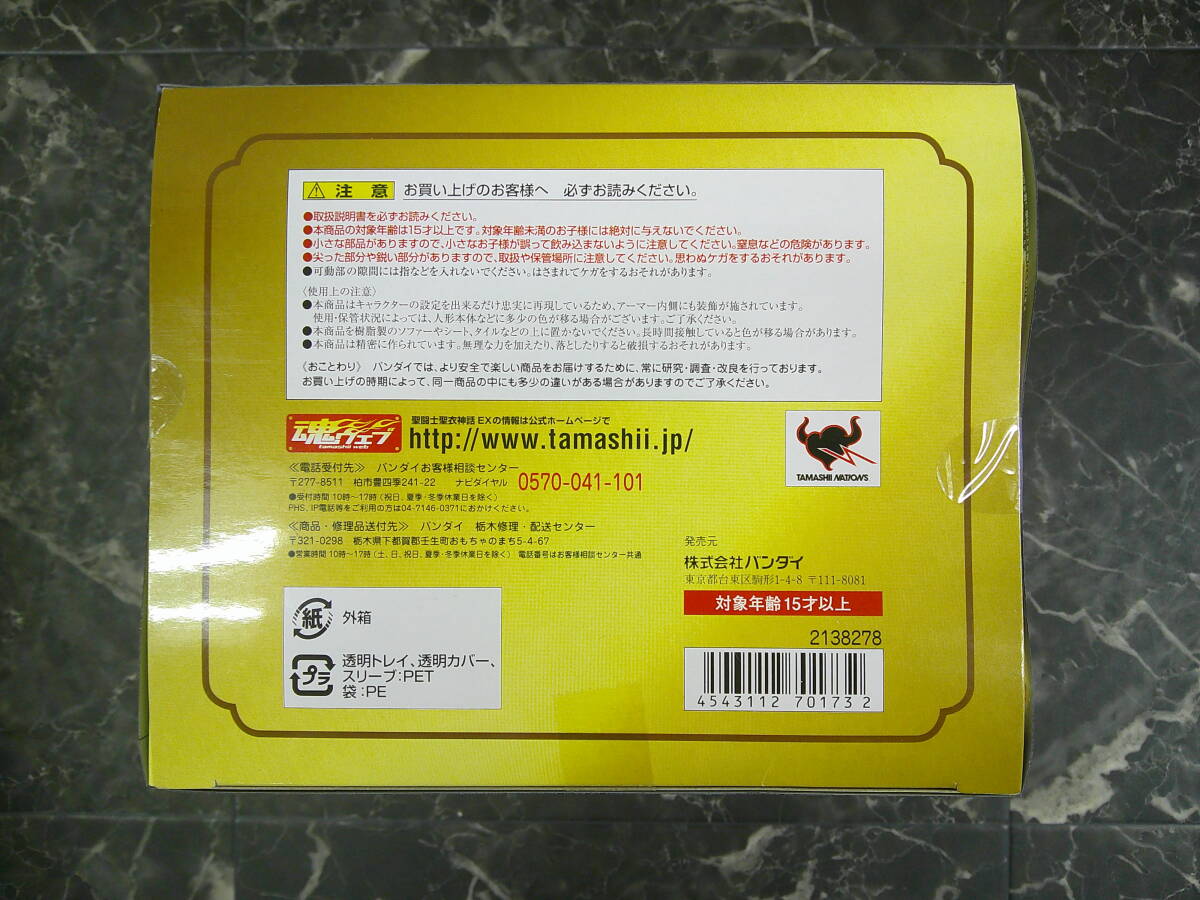 注意 お買い上げのお客様へ 必ずお読みください。
●取扱説明書を必ずお読みください。
●本商品の対象年齢は15才以上です。対象年齢未満のお子様には絶対に与えないでください。
●小さな部品がありますので、小さなお子様が誤って飲み込まないように注意してください。窒息などの危険があります。
●尖った部分や鋭い部分がありますので、取扱や保管場所に注意してください。思わぬケガをするおそれがあります。
●可動部の隙間には指などを入れないでください。はさまれてケガをするおそれがあります。
〈使用上の注意〉
●本商品はキャラクターの設定を出来るだけ忠実に再現しているため、アーマー内側にも装飾が施されています。
使用・保管状況によっては、人形本体などに多少の色が移る場合がございます。ご了承ください。
●本商品を樹脂製のソファーやシート、タイルなどの上に置かないでください。長時間接触していると色が移る場合があります。
●本商品は精密に作られています。無理な力を加えたり、落としたりすると破損するおそれがあります。
〈おことわり〉 バンダイでは、より安全で楽しい商品をお届けするために、常に研究・調査・改良を行っております。
お買い上げの時期によって、同一商品の中にも多少の違いがある場合がありますのでご了承ください。
魂ウェブ
tamashii web
聖闘士聖衣神話EXの情報は公式ホームページで
http://www.tamashii.jp/
TAMASHII NATIONS
≪電話受付先≫ バンダイお客様相談センター
〒277-8511 柏市豊四季241-22 ナビダイヤル 0570-041-101
●受付時間 10時〜17時（祝日、夏季・冬季休業日を除く）
PHS、IP電話等をご利用の方は04-7146-0371におかけください。
≪商品・修理品送付先≫ バンダイ 栃木修理・配送センター
〒321-0298 栃木県下都賀郡壬生町おもちゃのまち5-4-67
●営業時間 10時〜17時（土、日、祝日、夏季・冬季休業日を除く） 電話番号はお客様相談センター共通
発売元
株式会社バンダイ
東京都台東区駒形1-4-8 〒111-8081
対象年齢15才以上
紙 外箱
プラ 透明トレイ、透明カバー、
スリーブ:PET
袋:PE
2138278
4543112 701732